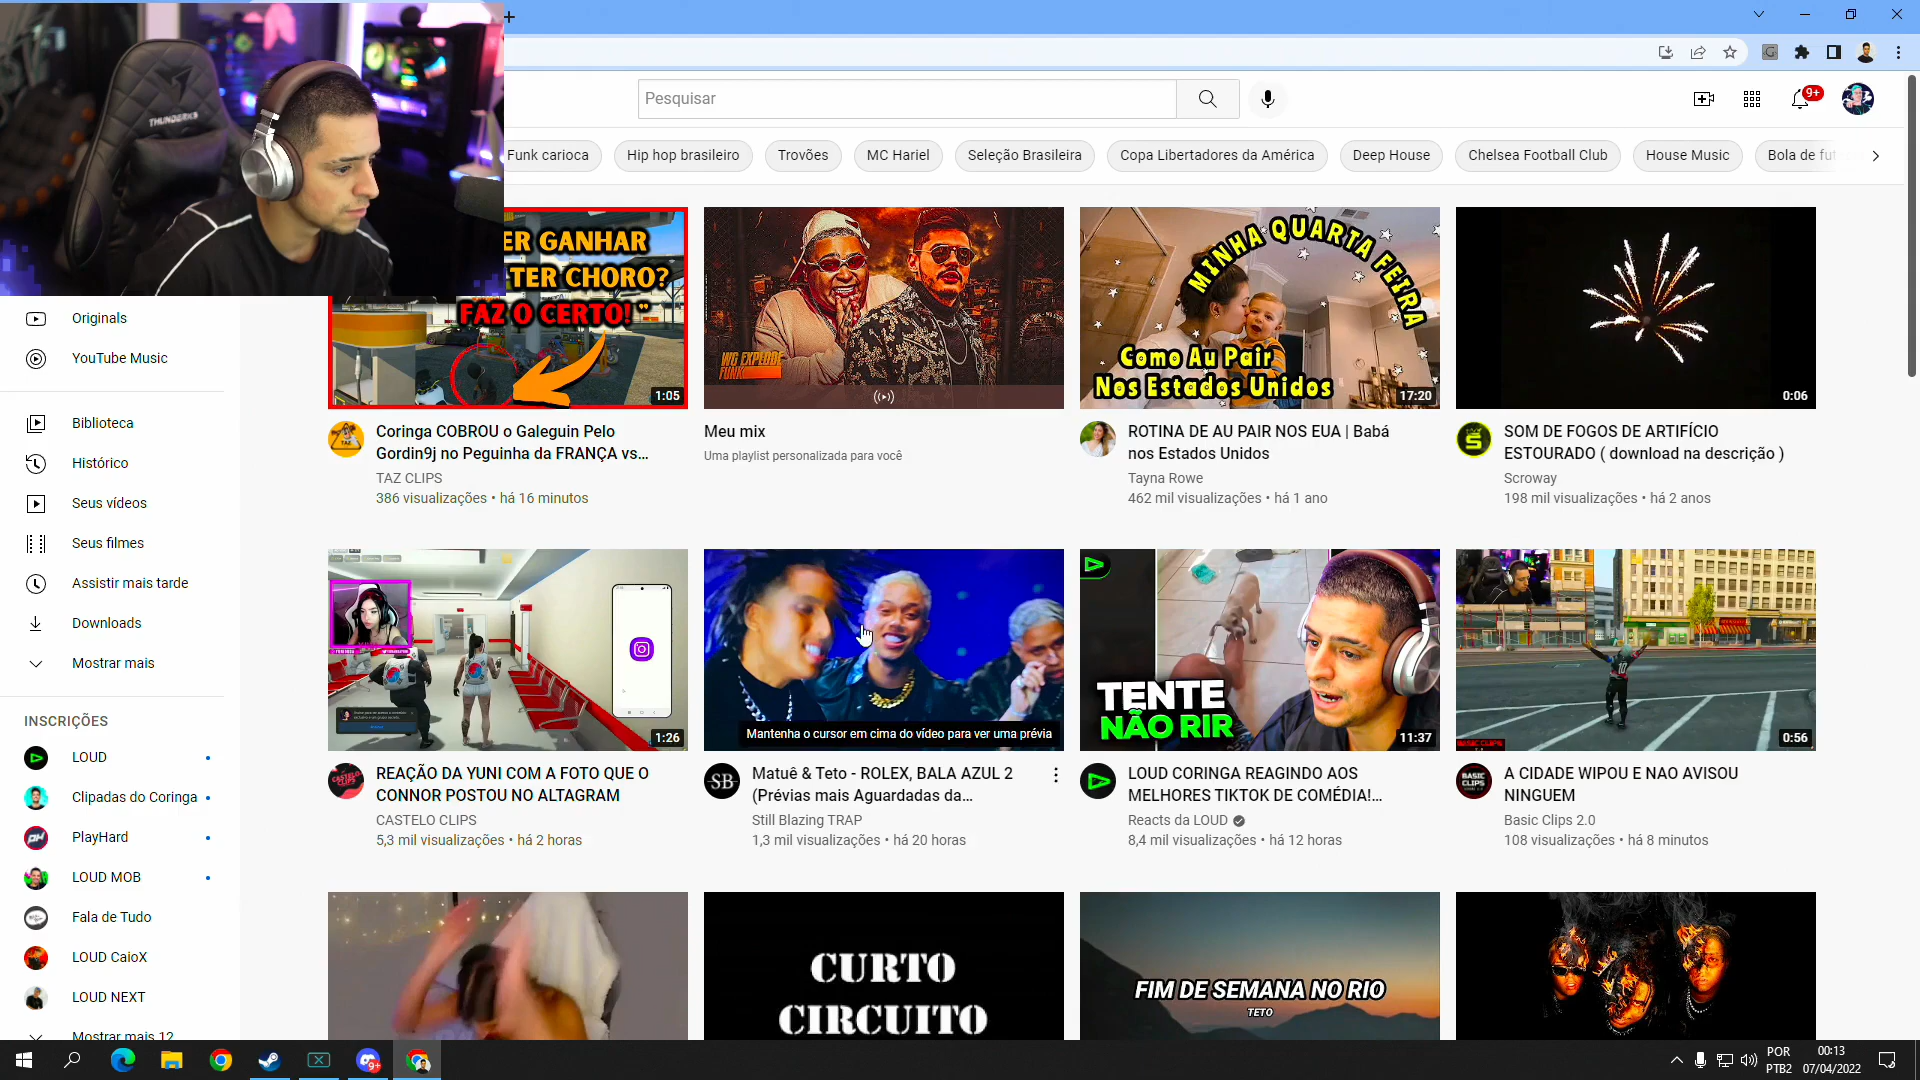 THUNDERX3
Pesquisar
9+
Funk carioca
Hip hop brasileiro
Trovões
MC Hariel
Seleção Brasileira
Copa Libertadores da América
Deep House
Chelsea Football Club
House Music
Bola de fut
ER GANHAR
TER CHORO?
FAZ O CERTO!"
1:05
WG EXPLODE
FUNK
MINHA QUARTA FEIRA
Como Au Pair
Nos Estados Unidos
17:20
0:06
Originals
YouTube Music
Biblioteca
Histórico
Seus vídeos
Seus filmes
Assistir mais tarde
Downloads
Mostrar mais
INSCRIÇÕES
LOUD
Clipadas do Coringa
PlayHard
LOUD MOB
Fala de Tudo
LOUD CaioX
LOUD NEXT
Mostrar mais 12
Coringa COBROU o Galeguin Pelo
Gordin9j no Peguinha da FRANÇA vs...
TAZ CLIPS
386 visualizações • há 16 minutos
Meu mix
Uma playlist personalizada para você
ROTINA DE AU PAIR NOS EUA | Babá
nos Estados Unidos
Tayna Rowe
462 mil visualizações • há 1 ano
SOM DE FOGOS DE ARTIFÍCIO
ESTOURADO ( download na descrição )
Scroway
198 mil visualizações • há 2 anos
1:26
Mantenha o cursor em cima do vídeo para ver uma prévia
TENTE
NÃO RIR
11:37
10
BASIC CLIPS
0:56
REAÇÃO DA YUNI COM A FOTO QUE O
CONNOR POSTOU NO ALTAGRAM
CASTELO CLIPS
5,3 mil visualizações • há 2 horas
SB
Matuê & Teto - ROLEX, BALA AZUL 2
(Prévias mais Aguardadas da...
Still Blazing TRAP
1,3 mil visualizações • há 20 horas
LOUD CORINGA REAGINDO AOS
MELHORES TIKTOK DE COMÉDIA!...
Reacts da LOUD
8,4 mil visualizações • há 12 horas
A CIDADE WIPOU E NAO AVISOU
NINGUEM
Basic Clips 2.0
108 visualizações • há 8 minutos
CURTO
CIRCUITO
FIM DE SEMANA NO RIO
TETO
9+
POR
PTB2
00:13
07/04/2022